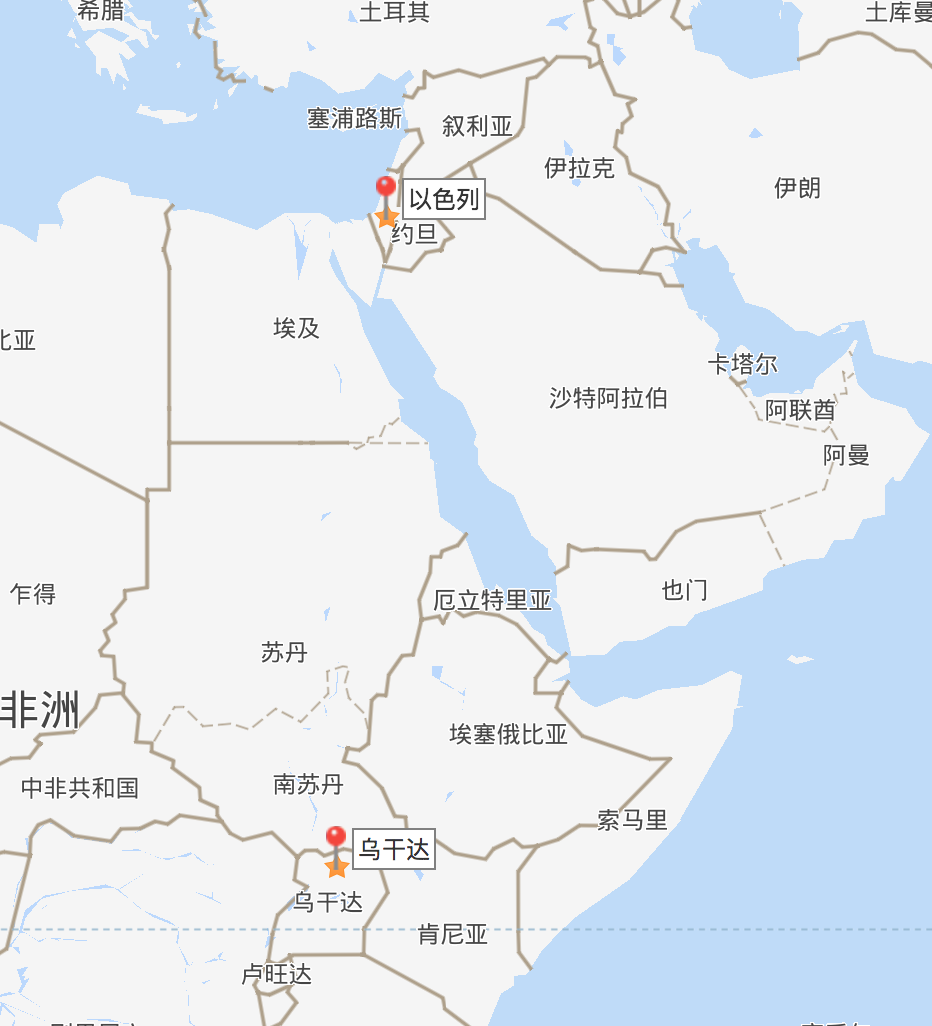 希腊
土耳其
土库曼
塞浦路斯
叙利亚
伊拉克
伊朗
以色列
约旦
埃及
比亚
卡塔尔
沙特阿拉伯
阿联酋
阿曼
乍得
厄立特里亚
也门
苏丹
非洲
埃塞俄比亚
中非共和国
南苏丹
索马里
乌干达
乌干达
肯尼亚
卢旺达